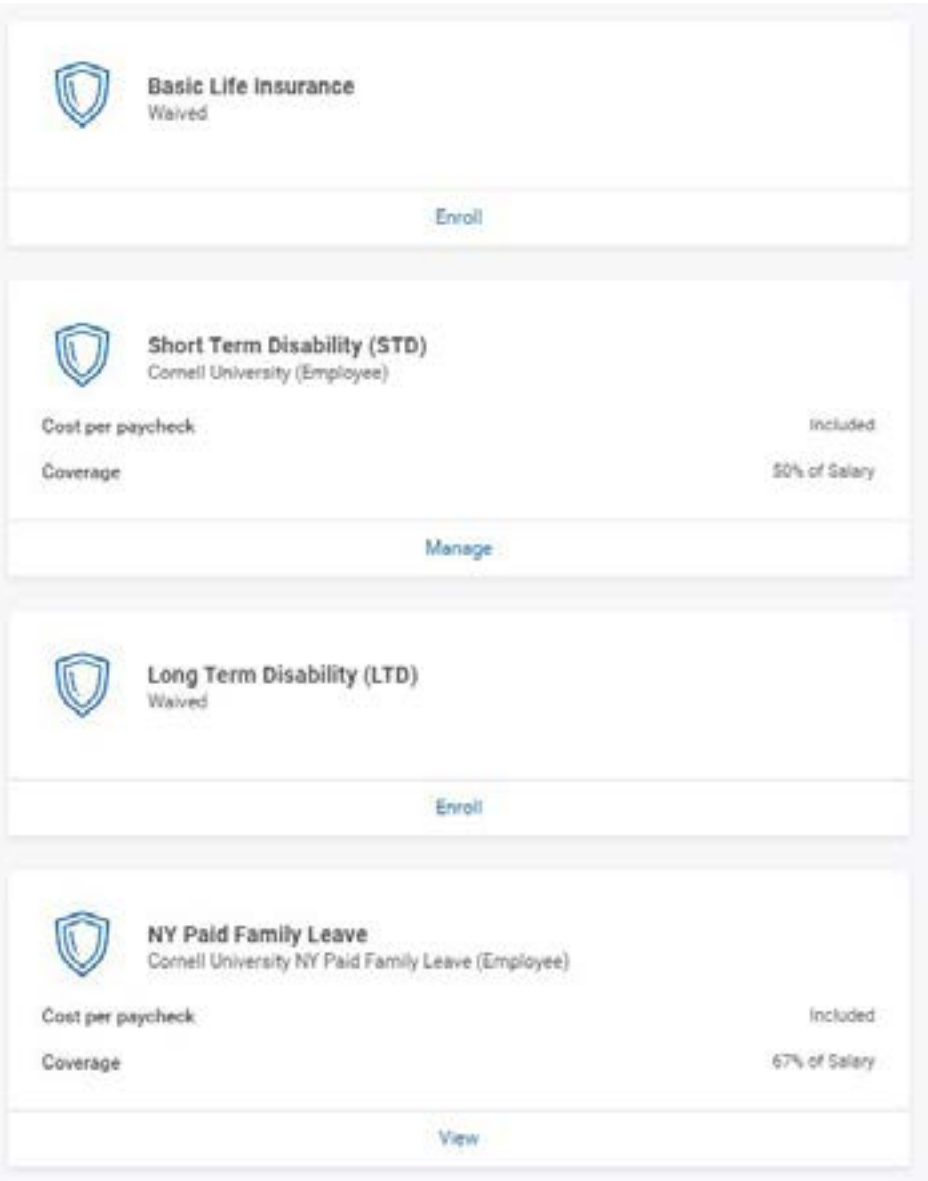 Basic Life Insurance
Waived
Enroll
Short Term Disability (STD)
Cornell University (Employee)
Cost per paycheck Included
Coverage 50% of Salary
Manage
Long Term Disability (LTD)
Waived
Enroll
NY Paid Family Leave
Cornell University NY Paid Family Leave (Employee)
Cost per paycheck Included
Coverage 67% of Salary
View